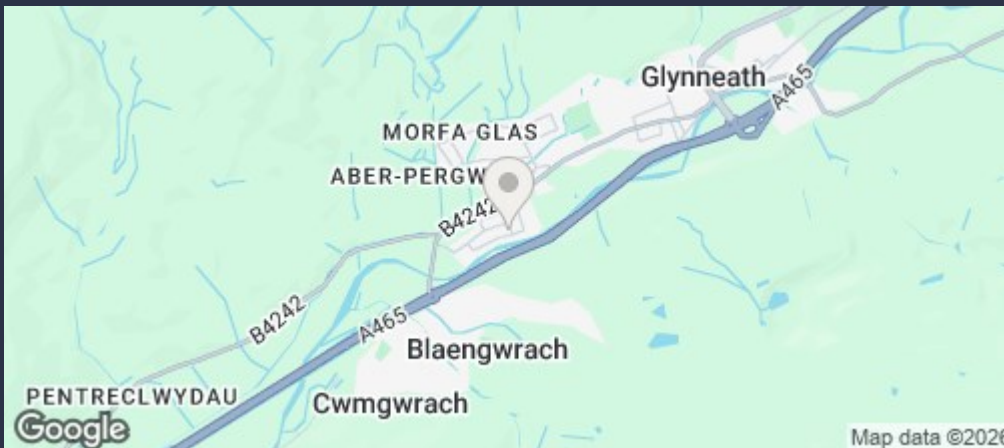 Glynneath
A465
MORFA GLAS
ABER-PERGW
B4242
B4242
A465
Blaengwrach
PENTRECLWYDAU
Cwmgwrach
Google
Map data ©2026